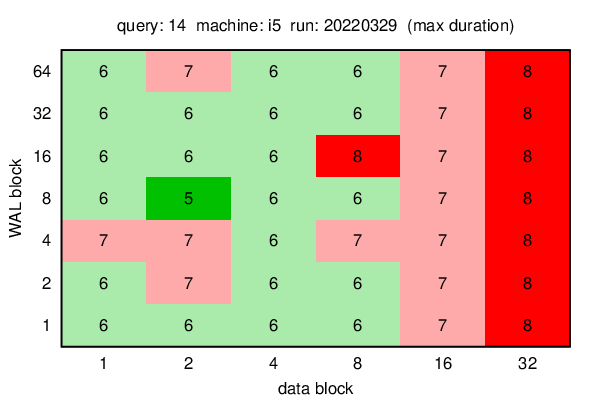 query: 14  machine: i5  run: 20220329  (max duration)
64 6 7 6 6 7 8
32 6 6 6 6 7 8
16 6 6 6 8 7 8
8 6 5 6 6 7 8
4 7 7 6 7 7 8
2 6 7 6 6 7 8
1 6 6 6 6 7 8
1 2 4 8 16 32
WAL block
data block